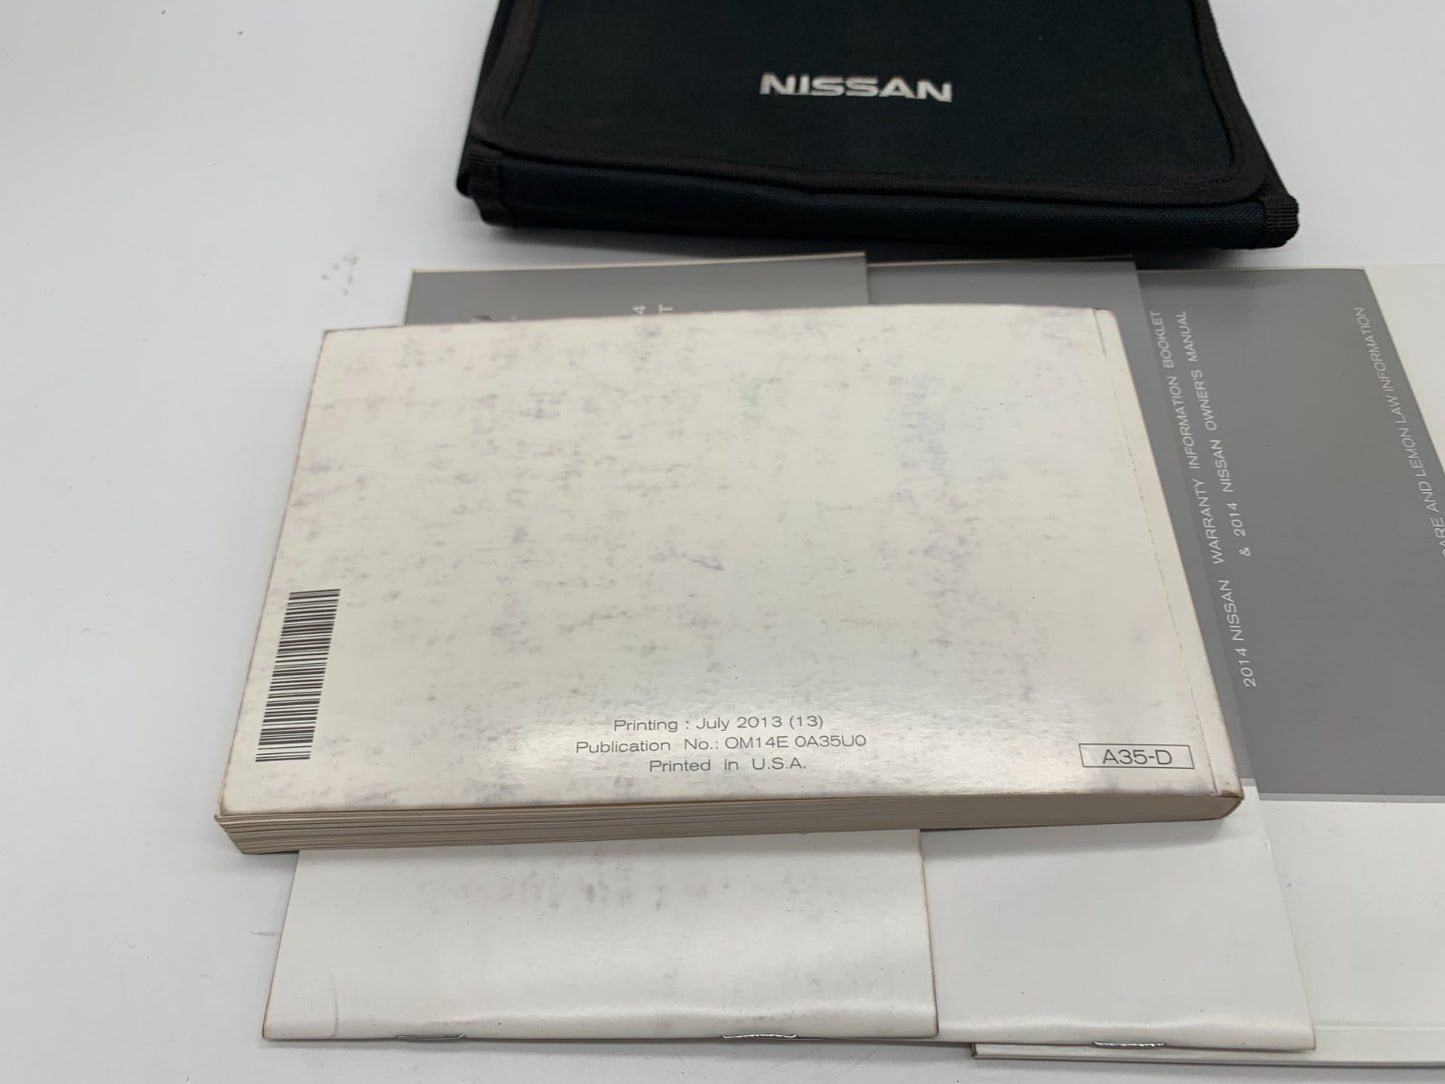 NISSAN
2014 NISSAN WARRANTY INFORMATION BOOKLET
& 2014 NISSAN OWNER'S MANUAL
AND LEMON LAW INFORMATION
Printing : July 2013 (13)
Publication No.: OM14E 0A35U0
Printed in U.S.A.
A35-D